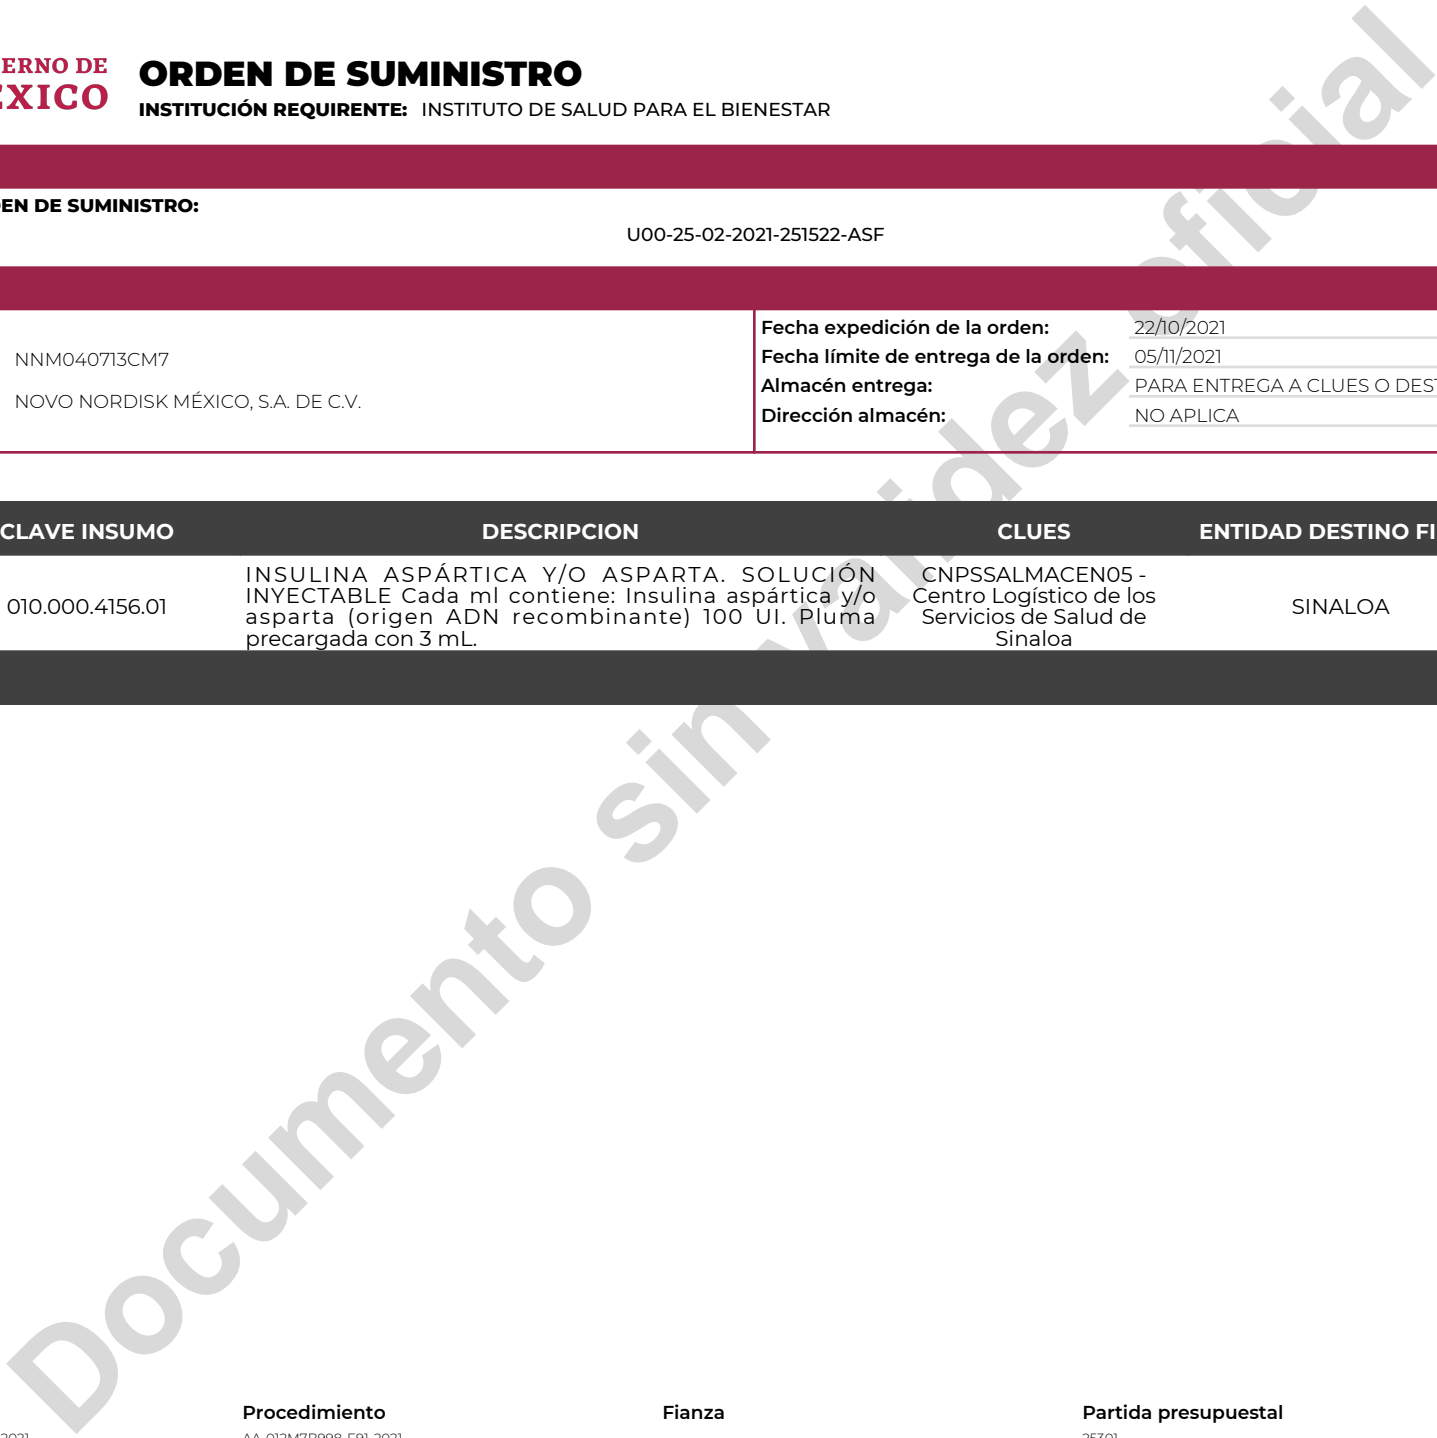 ERNO DE
ÉXICO
ORDEN DE SUMINISTRO
INSTITUCIÓN REQUIRENTE: INSTITUTO DE SALUD PARA EL BIENESTAR
EN DE SUMINISTRO:
U00-25-02-2021-251522-ASF
NNM040713CM7
NOVO NORDISK MÉXICO, S.A. DE C.V.
Fecha expedición de la orden: 22/10/2021
Fecha límite de entrega de la orden: 05/11/2021
Almacén entrega: PARA ENTREGA A CLUES O DEST
Dirección almacén: NO APLICA
CLAVE INSUMO DESCRIPCION CLUES ENTIDAD DESTINO FI
010.000.4156.01
INSULINA ASPÁRTICA Y/O ASPARTA. SOLUCIÓN
INYECTABLE Cada ml contiene: Insulina aspártica y/o
asparta (origen ADN recombinante) 100 UI. Pluma
precargada con 3 mL.
CNPSSALMACEN05 -
Centro Logístico de los
Servicios de Salud de
Sinaloa
SINALOA
Documento sin validez oficial
Procedimiento Fianza Partida presupuestal